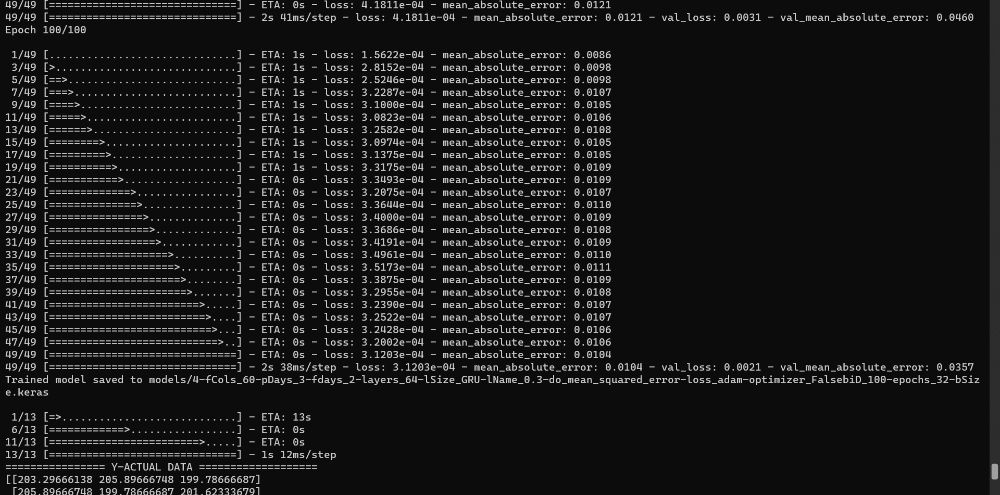 49/49 [==============================] - ETA: 0s - loss: 4.1811e-04 - mean_absolute_error: 0.0121
49/49 [==============================] - 2s 41ms/step - loss: 4.1811e-04 - mean_absolute_error: 0.0121 - val_loss: 0.0031 - val_mean_absolute_error: 0.0460
Epoch 100/100
 1/49 [..............................] - ETA: 1s - loss: 1.5622e-04 - mean_absolute_error: 0.0086
 3/49 [>.............................] - ETA: 1s - loss: 2.8152e-04 - mean_absolute_error: 0.0098
 5/49 [==>...........................] - ETA: 1s - loss: 2.5246e-04 - mean_absolute_error: 0.0098
 7/49 [===>..........................] - ETA: 1s - loss: 3.2287e-04 - mean_absolute_error: 0.0107
 9/49 [====>.........................] - ETA: 1s - loss: 3.1000e-04 - mean_absolute_error: 0.0105
11/49 [=====>........................] - ETA: 1s - loss: 3.0823e-04 - mean_absolute_error: 0.0106
13/49 [======>.......................] - ETA: 1s - loss: 3.2582e-04 - mean_absolute_error: 0.0108
15/49 [========>.....................] - ETA: 1s - loss: 3.0974e-04 - mean_absolute_error: 0.0105
17/49 [=========>....................] - ETA: 1s - loss: 3.1375e-04 - mean_absolute_error: 0.0105
19/49 [==========>...................] - ETA: 1s - loss: 3.3175e-04 - mean_absolute_error: 0.0109
21/49 [===========>..................] - ETA: 0s - loss: 3.3493e-04 - mean_absolute_error: 0.0109
23/49 [=============>................] - ETA: 0s - loss: 3.2075e-04 - mean_absolute_error: 0.0107
25/49 [==============>...............] - ETA: 0s - loss: 3.3644e-04 - mean_absolute_error: 0.0110
27/49 [===============>..............] - ETA: 0s - loss: 3.4000e-04 - mean_absolute_error: 0.0109
29/49 [================>.............] - ETA: 0s - loss: 3.3686e-04 - mean_absolute_error: 0.0108
31/49 [=================>............] - ETA: 0s - loss: 3.4191e-04 - mean_absolute_error: 0.0109
33/49 [===================>..........] - ETA: 0s - loss: 3.4961e-04 - mean_absolute_error: 0.0110
35/49 [====================>.........] - ETA: 0s - loss: 3.5173e-04 - mean_absolute_error: 0.0111
37/49 [=====================>........] - ETA: 0s - loss: 3.3875e-04 - mean_absolute_error: 0.0109
39/49 [======================>.......] - ETA: 0s - loss: 3.2955e-04 - mean_absolute_error: 0.0108
41/49 [========================>.....] - ETA: 0s - loss: 3.2390e-04 - mean_absolute_error: 0.0107
43/49 [=========================>....] - ETA: 0s - loss: 3.2522e-04 - mean_absolute_error: 0.0107
45/49 [==========================>...] - ETA: 0s - loss: 3.2428e-04 - mean_absolute_error: 0.0106
47/49 [===========================>..] - ETA: 0s - loss: 3.2002e-04 - mean_absolute_error: 0.0106
49/49 [==============================] - ETA: 0s - loss: 3.1203e-04 - mean_absolute_error: 0.0104
49/49 [==============================] - 2s 38ms/step - loss: 3.1203e-04 - mean_absolute_error: 0.0104 - val_loss: 0.0021 - val_mean_absolute_error: 0.0357
Trained model saved to models/4-fCols_60-pDays_3-fdays_2-layers_64-lSize_GRU-lName_0.3-do_mean_squared_error-loss_adam-optimizer_FalsebiD_100-epochs_32-bSiz
e.keras
 1/13 [=>............................] - ETA: 13s
 6/13 [============>.................] - ETA: 0s
11/13 [========================>.....] - ETA: 0s
13/13 [==============================] - 1s 12ms/step
================ Y-ACTUAL DATA ===================
[[203.29666138 205.89666748 199.78666687]
 [205.89666748 199.78666687 201.62333679]